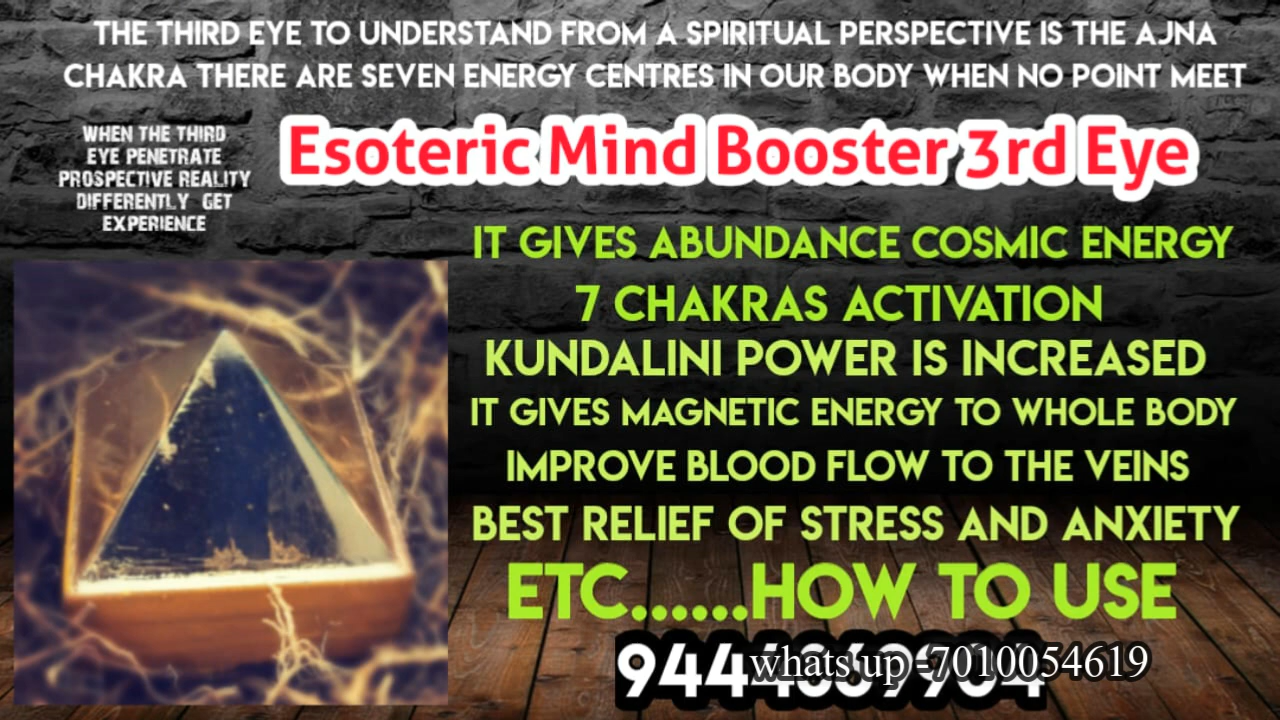 THE THIRD EYE TO UNDERSTAND FROM A SPIRITUAL PERSPECTIVE IS THE AJNA
CHAKRA THERE ARE SEVEN ENERGY CENTRES IN OUR BODY WHEN NO POINT MEET
WHEN THE THIRD
EYE PENETRATE
PROSPECTIVE REALITY
DIFFERENTLY GET
EXPERIENCE
Esoteric Mind Booster 3rd Eye
IT GIVES ABUNDANCE COSMIC ENERGY
7 CHAKRAS ACTIVATION
KUNDALINI POWER IS INCREASED
IT GIVES MAGNETIC ENERGY TO WHOLE BODY
IMPROVE BLOOD FLOW TO THE VEINS
BEST RELIEF OF STRESS AND ANXIETY
ETC......HOW TO USE
whats up -7010054619